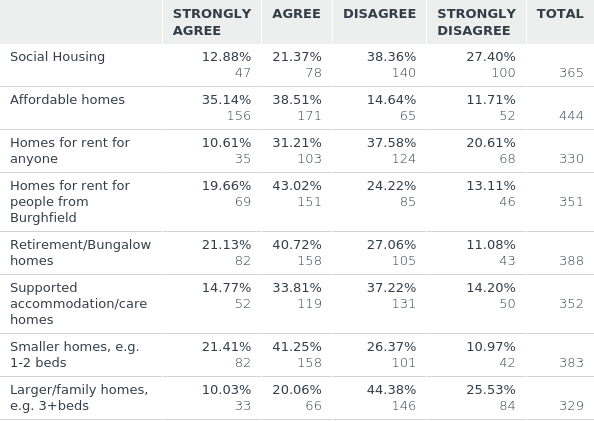 STRONGLY AGREE DISAGREE STRONGLY TOTAL
AGREE DISAGREE
Social Housing 12.88% 21.37% 38.36% 27.40%
47 78 140 100 365
Affordable homes 35.14% 38.51% 14.64% 11.71%
156 171 65 52 444
Homes for rent for 10.61% 31.21% 37.58% 20.61%
anyone 35 103 124 68 330
Homes for rent for 19.66% 43.02% 24.22% 13.11%
people from 69 151 85 46 351
Burghfield
Retirement/Bungalow 21.13% 40.72% 27.06% 11.08%
homes 82 158 105 43 388
Supported 14.77% 33.81% 37.22% 14.20%
accommodation/care 52 119 131 50 352
homes
Smaller homes, e.g. 21.41% 41.25% 26.37% 10.97%
1-2 beds 82 158 101 42 383
Larger/family homes, 10.03% 20.06% 44.38% 25.53%
e.g. 3+beds 33 66 146 84 329